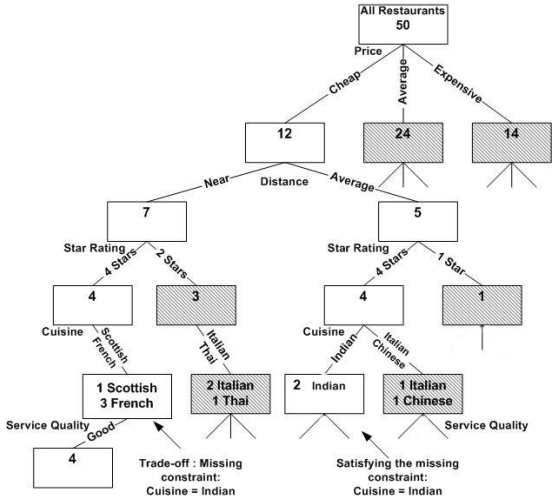 All Restaurants
50
Price
Cheap
Average
Expensive
12
24
14
Near
Distance
Average
7
5
Star Rating
4 Stars
2 Stars
Star Rating
4 Stars
1 Star
4
3
4
1
Cuisine
Scottish
French
Italian
Thai
Cuisine
Indian
Italian
Chinese
1 Scottish
3 French
2 Italian
1 Thai
2 Indian
1 Italian
1 Chinese
Service Quality
Good
Service Quality
4
Trade-off : Missing
constraint:
Cuisine = Indian
Satisfying the missing
constraint:
Cuisine = Indian